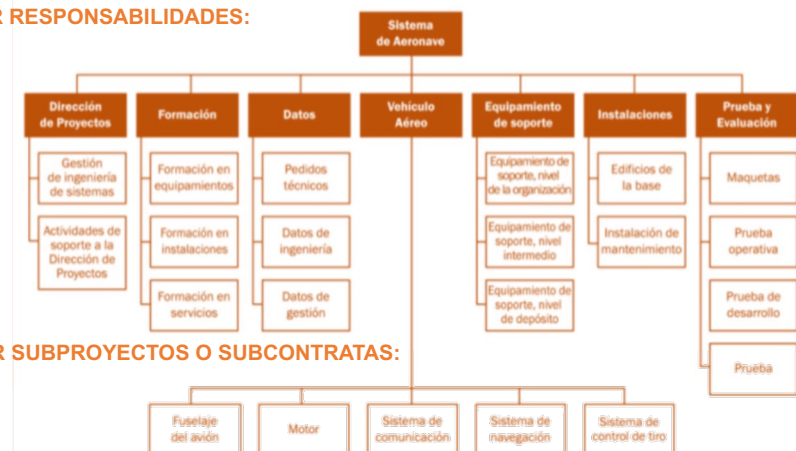 R RESPONSABILIDADES:
Sistema
de Aeronave
Dirección
de Proyectos
Formación
Datos
Vehículo
Aéreo
Equipamiento
de soporte
Instalaciones
Prueba y
Evaluación
Gestión
de ingeniería
de sistemas
Actividades de
soporte a la
Dirección de
Proyectos
Formación en
equipamientos
Formación en
instalaciones
Formación en
servicios
Pedidos
técnicos
Datos de
ingeniería
Datos de
gestión
Equipamiento de
soporte, nivel
de la organización
Equipamiento de
soporte, nivel
intermedio
Equipamiento de
soporte, nivel
de depósito
Edificios de
la base
Instalación de
mantenimiento
Maquetas
Prueba
operativa
Prueba de
desarrollo
Prueba
R SUBPROYECTOS O SUBCONTRATAS:
Fuselaje
del avión
Motor
Sistema de
comunicación
Sistema de
navegación
Sistema de
control de tiro